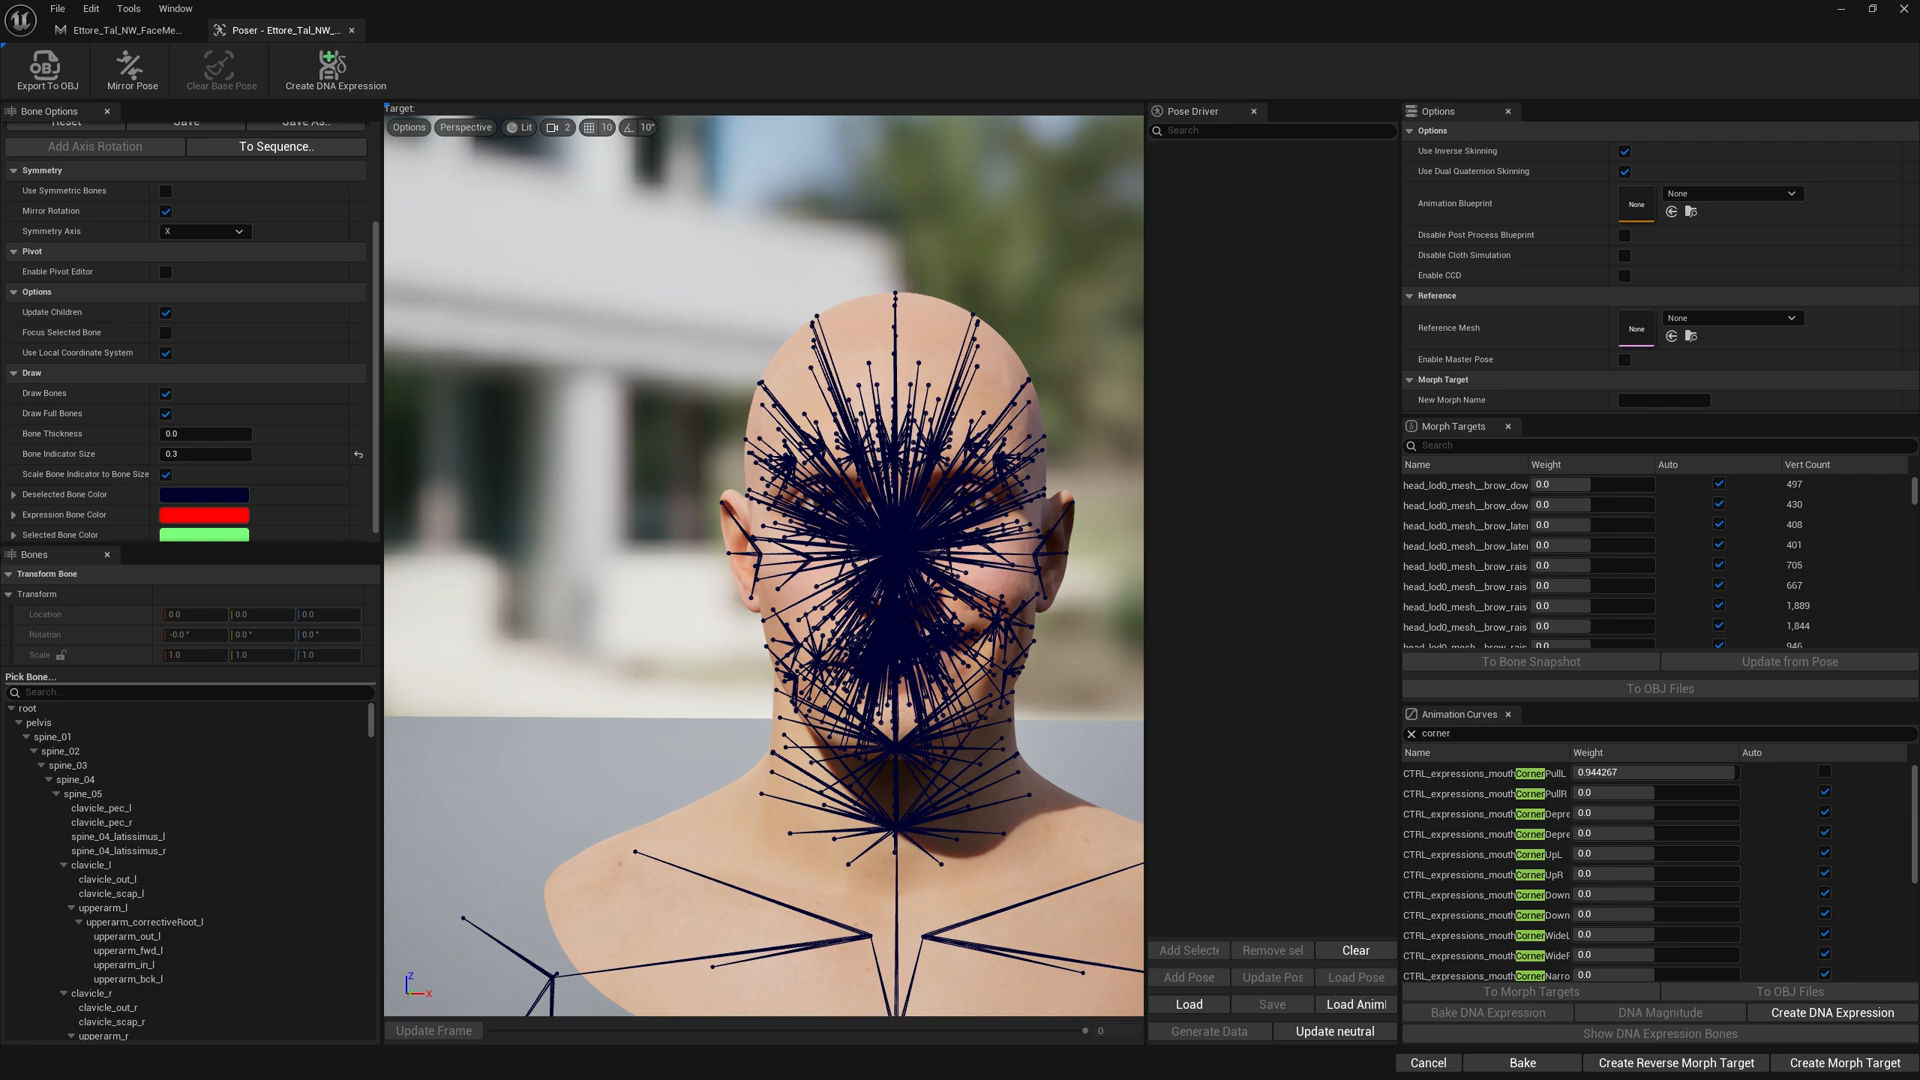 File Edit Tools Window
Ettore_Tal_NW_FaceMe...
Poser - Ettore_Tal_NW_...
Export To OBJ
Mirror Pose
Clear Base Pose
Create DNA Expression
Bone Options
Reset Save Save As..
Add Axis Rotation To Sequence..
Symmetry
Use Symmetric Bones
Mirror Rotation
Symmetry Axis X
Pivot
Enable Pivot Editor
Options
Update Children
Focus Selected Bone
Use Local Coordinate System
Draw
Draw Bones
Draw Full Bones
Bone Thickness 0.0
Bone Indicator Size 0.3
Scale Bone Indicator to Bone Size
Deselected Bone Color
Expression Bone Color
Selected Bone Color
Bones
Transform Bone
Transform
Location 0.0 0.0 0.0
Rotation -0.0 ° 0.0 ° 0.0 °
Scale 1.0 1.0 1.0
Pick Bone...
Search...
root
pelvis
spine_01
spine_02
spine_03
spine_04
spine_05
clavicle_pec_l
clavicle_pec_r
spine_04_latissimus_l
spine_04_latissimus_r
clavicle_l
clavicle_out_l
clavicle_scap_l
upperarm_l
upperarm_correctiveRoot_l
upperarm_out_l
upperarm_fwd_l
upperarm_in_l
upperarm_bck_l
clavicle_r
clavicle_out_r
clavicle_scap_r
upperarm_r
Target:
Options Perspective Lit 2 10 10°
Z
X
Update Frame 0
Pose Driver
Search
Add Selecte Remove sel Clear
Add Pose Update Pos Load Pose
Load Save Load Anim
Generate Data Update neutral
Options
Options
Use Inverse Skinning
Use Dual Quaternion Skinning
Animation Blueprint None None
Disable Post Process Blueprint
Disable Cloth Simulation
Enable CCD
Reference
Reference Mesh None None
Enable Master Pose
Morph Target
New Morph Name
Morph Targets
Search
Name Weight Auto Vert Count
head_lod0_mesh__brow_dow 0.0 497
head_lod0_mesh__brow_dow 0.0 430
head_lod0_mesh__brow_late 0.0 408
head_lod0_mesh__brow_late 0.0 401
head_lod0_mesh__brow_rais 0.0 705
head_lod0_mesh__brow_rais 0.0 667
head_lod0_mesh__brow_rais 0.0 1,889
head_lod0_mesh__brow_rais 0.0 1,844
head_lod0_mesh__brow_rais 0.0 946
To Bone Snapshot Update from Pose
To OBJ Files
Animation Curves
corner
Name Weight Auto
CTRL_expressions_mouthCornerPullL 0.944267
CTRL_expressions_mouthCornerPullR 0.0
CTRL_expressions_mouthCornerDepre 0.0
CTRL_expressions_mouthCornerDepre 0.0
CTRL_expressions_mouthCornerUpL 0.0
CTRL_expressions_mouthCornerUpR 0.0
CTRL_expressions_mouthCornerDown 0.0
CTRL_expressions_mouthCornerDown 0.0
CTRL_expressions_mouthCornerWideL 0.0
CTRL_expressions_mouthCornerWideF 0.0
CTRL_expressions_mouthCornerNarro 0.0
To Morph Targets To OBJ Files
Bake DNA Expression DNA Magnitude Create DNA Expression
Show DNA Expression Bones
Cancel Bake Create Reverse Morph Target Create Morph Target